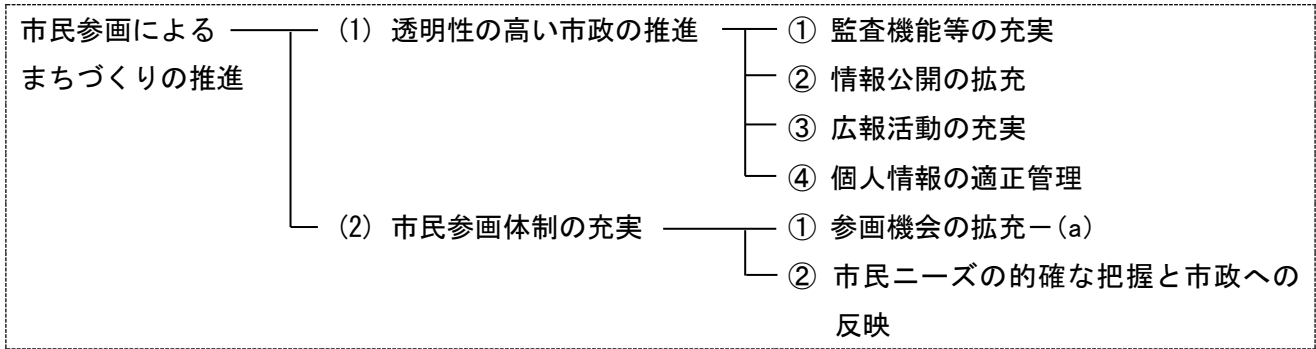 市民参画による (1) 透明性の高い市政の推進 ① 監査機能等の充実
まちづくりの推進 ② 情報公開の拡充
③ 広報活動の充実
④ 個人情報の適正管理
(2) 市民参画体制の充実 ① 参画機会の拡充－(a)
② 市民ニーズの的確な把握と市政への
反映